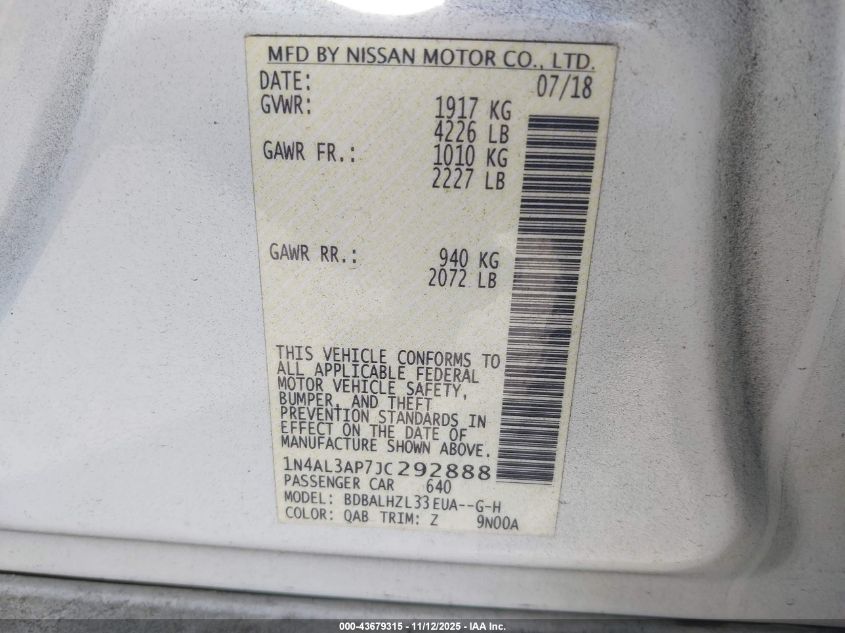 MFD BY NISSAN MOTOR CO., LTD.
DATE: 07/18
GVWR: 1917 KG
4226 LB
GAWR FR.: 1010 KG
2227 LB
GAWR RR.: 940 KG
2072 LB
THIS VEHICLE CONFORMS TO
ALL APPLICABLE FEDERAL
MOTOR VEHICLE SAFETY,
BUMPER, AND THEFT
PREVENTION STANDARDS IN
EFFECT ON THE DATE OF
MANUFACTURE SHOWN ABOVE.
1N4AL3AP7JC292888
PASSENGER CAR 640
MODEL: BDBALHZL33EUA--G-H
COLOR: QAB TRIM: Z 9N00A
000-43679315 - 11/12/2025 - IAA Inc.